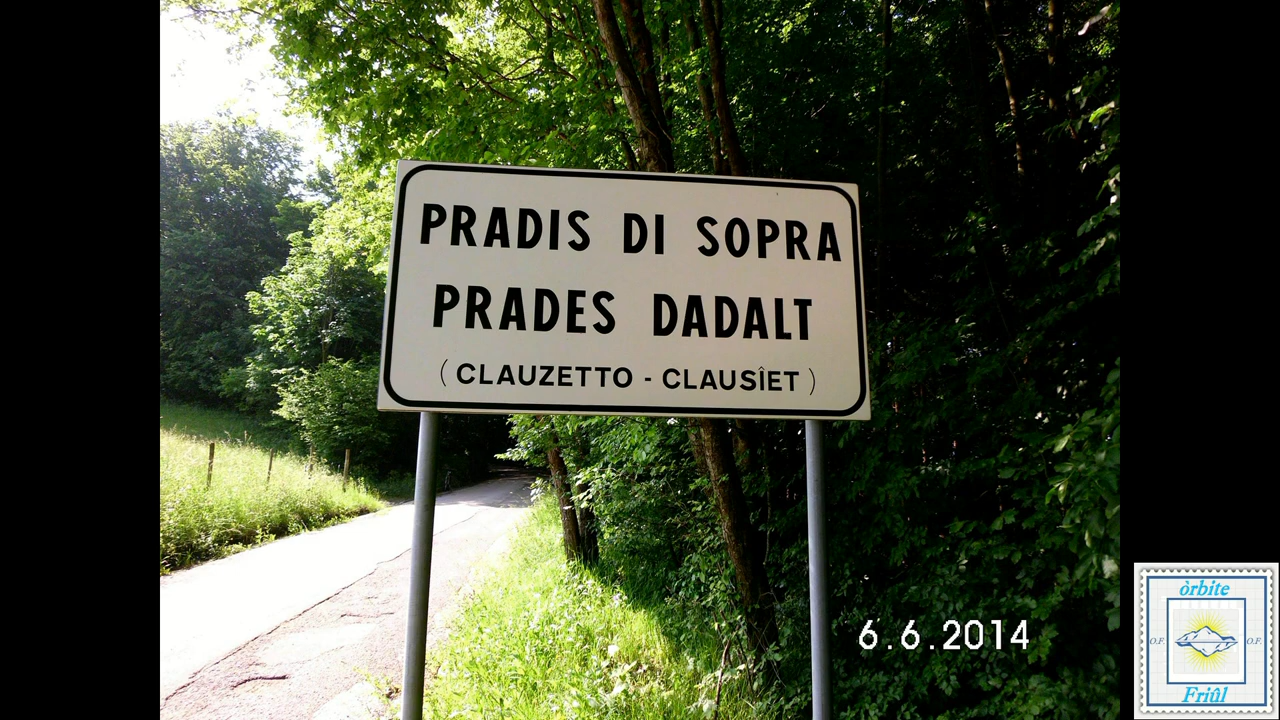 PRADIS DI SOPRA
PRADES DADALT
( CLAUZETTO - CLAUSÎET )
6.6.2014
òrbite
O.F. O.F.
Friûl